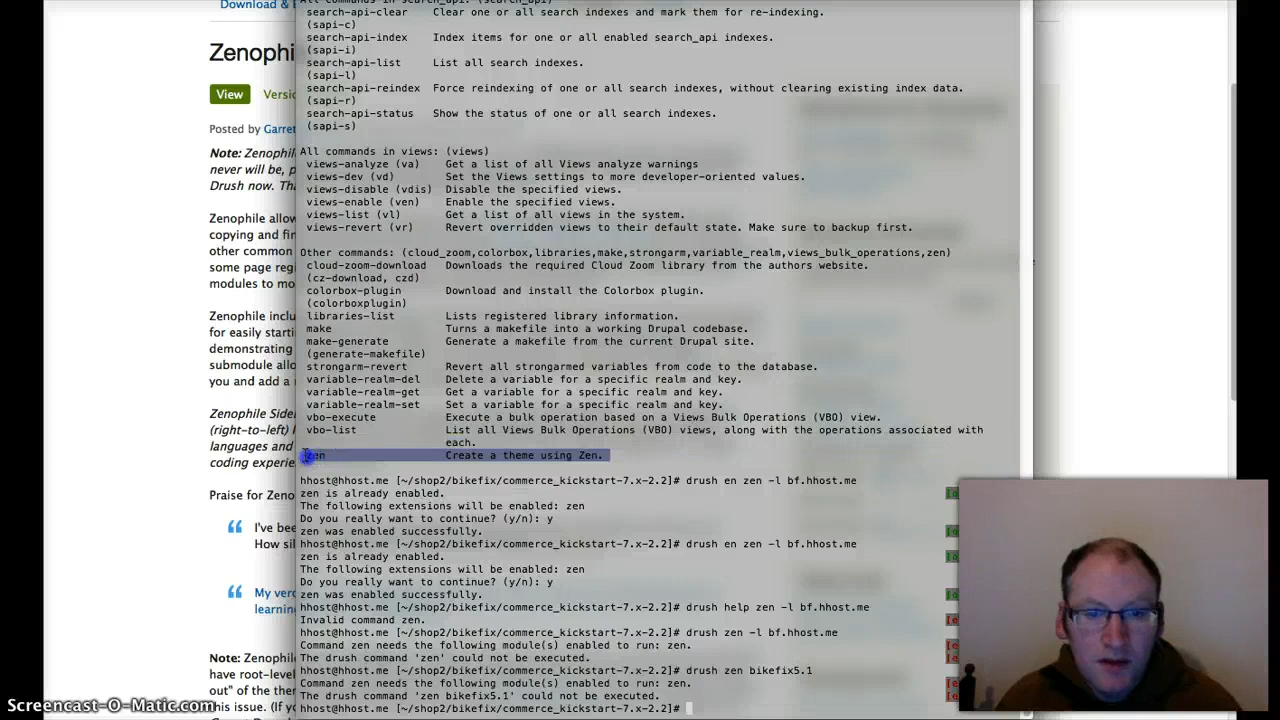 Download & E
Zenophi
View Versio
Posted by Garret
Note: Zenophil
never will be, p
Drush now. Tha
Zenophile allow
copying and fin
other common
some page regi
modules to mo
Zenophile inclu
for easily startin
demonstrating
submodule allo
you and add a
Zenophile Side
(right-to-left) l
languages and
coding experie
Praise for Zeno
I've bee
How sil
My verd
learning
Note: Zenophil
have root-level
out" of the them
this issue. (If yo
All commands in search_api: (search_api)
search-api-clear Clear one or all search indexes and mark them for re-indexing.
(sapi-c)
search-api-index Index items for one or all enabled search_api indexes.
(sapi-i)
search-api-list List all search indexes.
(sapi-l)
search-api-reindex Force reindexing of one or all search indexes, without clearing existing index data.
(sapi-r)
search-api-status Show the status of one or all search indexes.
(sapi-s)
All commands in views: (views)
views-analyze (va) Get a list of all Views analyze warnings
views-dev (vd) Set the Views settings to more developer-oriented values.
views-disable (vdis) Disable the specified views.
views-enable (ven) Enable the specified views.
views-list (vl) Get a list of all views in the system.
views-revert (vr) Revert overridden views to their default state. Make sure to backup first.
Other commands: (cloud_zoom,colorbox,libraries,make,strongarm,variable_realm,views_bulk_operations,zen)
cloud-zoom-download Downloads the required Cloud Zoom library from the authors website.
(cz-download, czd)
colorbox-plugin Download and install the Colorbox plugin.
(colorboxplugin)
libraries-list Lists registered library information.
make Turns a makefile into a working Drupal codebase.
make-generate Generate a makefile from the current Drupal site.
(generate-makefile)
strongarm-revert Revert all strongarmed variables from code to the database.
variable-realm-del Delete a variable for a specific realm and key.
variable-realm-get Get a variable for a specific realm and key.
variable-realm-set Set a variable for a specific realm and key.
vbo-execute Execute a bulk operation based on a Views Bulk Operations (VBO) view.
vbo-list List all Views Bulk Operations (VBO) views, along with the operations associated with
each.
zen Create a theme using Zen.
hhost@hhost.me [~/shop2/bikefix/commerce_kickstart-7.x-2.2]# drush en zen -l bf.hhost.me
zen is already enabled.
The following extensions will be enabled: zen
Do you really want to continue? (y/n): y
zen was enabled successfully.
hhost@hhost.me [~/shop2/bikefix/commerce_kickstart-7.x-2.2]# drush en zen -l bf.hhost.me
zen is already enabled.
The following extensions will be enabled: zen
Do you really want to continue? (y/n): y
zen was enabled successfully.
hhost@hhost.me [~/shop2/bikefix/commerce_kickstart-7.x-2.2]# drush help zen -l bf.hhost.me
Invalid command zen.
hhost@hhost.me [~/shop2/bikefix/commerce_kickstart-7.x-2.2]# drush zen -l bf.hhost.me
Command zen needs the following module(s) enabled to run: zen.
The drush command 'zen' could not be executed.
hhost@hhost.me [~/shop2/bikefix/commerce_kickstart-7.x-2.2]# drush zen bikefix5.1
Command zen needs the following module(s) enabled to run: zen.
The drush command 'zen bikefix5.1' could not be executed.
hhost@hhost.me [~/shop2/bikefix/commerce_kickstart-7.x-2.2]#
Screencast-O-Matic.com